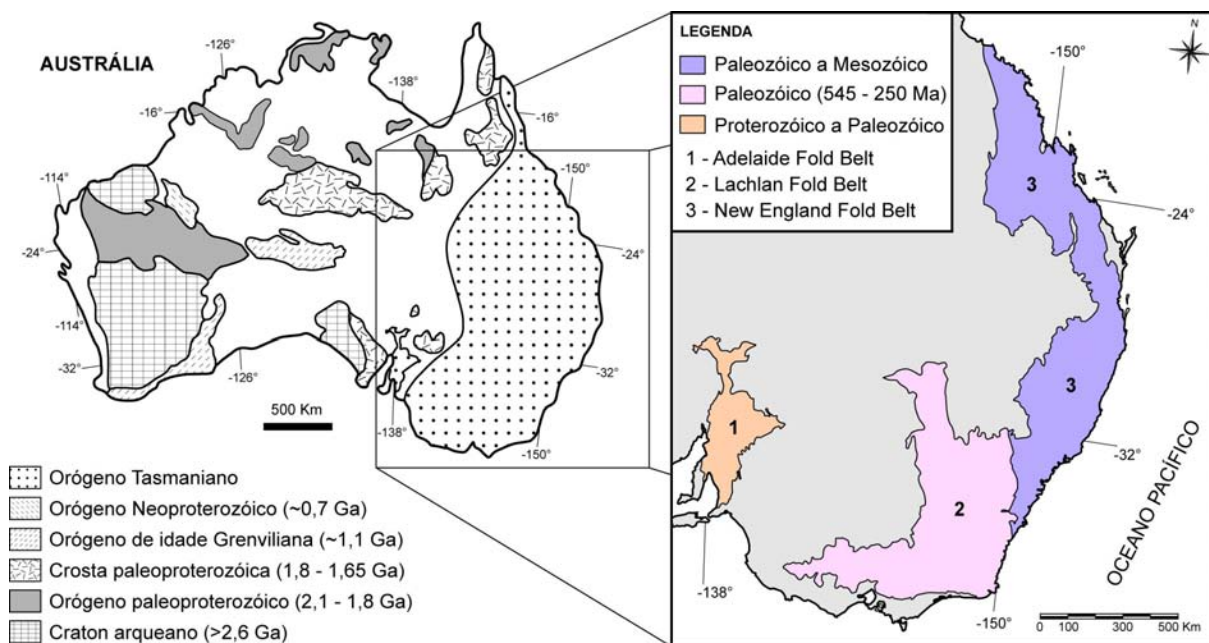 AUSTRÁLIA
-126°
-138°
-16°
-16°
-114°
-150°
-24°
-24°
-114°
-32°
-126°
-32°
-138°
-150°
500 Km
Orógeno Tasmaniano
Orógeno Neoproterozóico (~0,7 Ga)
Orógeno de idade Grenviliana (~1,1 Ga)
Crosta paleoproterozóica (1,8 - 1,65 Ga)
Orógeno paleoproterozóico (2,1 - 1,8 Ga)
Craton arqueano (>2,6 Ga)
LEGENDA
Paleozóico a Mesozóico
Paleozóico (545 - 250 Ma)
Proterozóico a Paleozóico
1 - Adelaide Fold Belt
2 - Lachlan Fold Belt
3 - New England Fold Belt
N
-150°
3
-24°
3
1
-32°
2
OCEANO PACÍFICO
-138°
-150°
0 100 200 300 400 500 Km